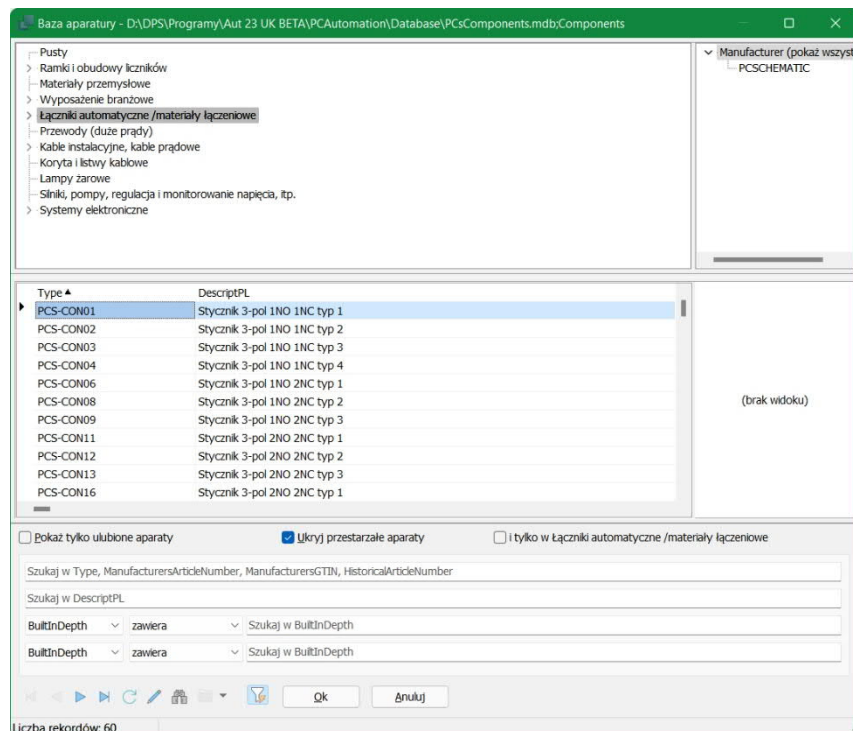 Baza aparatury - D:\DPS\Programy\Aut 23 UK BETA\PCAutomation\Database\PCsComponents.mdb;Components
Pusty
Ramki i obudowy liczników
Materiały przemysłowe
Wyposażenie branżowe
Łączniki automatyczne /materiały łączeniowe
Przewody (duże prądy)
Kable instalacyjne, kable prądowe
Koryta i listwy kablowe
Lampy żarowe
Silniki, pompy, regulacja i monitorowanie napięcia, itp.
Systemy elektroniczne
Manufacturer (pokaż wszyst
PCSCHEMATIC
Type DescriptPL
PCS-CON01 Stycznik 3-pol 1NO 1NC typ 1
PCS-CON02 Stycznik 3-pol 1NO 1NC typ 2
PCS-CON03 Stycznik 3-pol 1NO 1NC typ 3
PCS-CON04 Stycznik 3-pol 1NO 1NC typ 4
PCS-CON06 Stycznik 3-pol 1NO 2NC typ 1
PCS-CON08 Stycznik 3-pol 1NO 2NC typ 2
PCS-CON09 Stycznik 3-pol 1NO 2NC typ 3
PCS-CON11 Stycznik 3-pol 2NO 2NC typ 1
PCS-CON12 Stycznik 3-pol 2NO 2NC typ 2
PCS-CON13 Stycznik 3-pol 2NO 2NC typ 3
PCS-CON16 Stycznik 3-pol 2NO 2NC typ 1
(brak widoku)
Pokaż tylko ulubione aparaty Ukryj przestarzałe aparaty i tylko w Łączniki automatyczne /materiały łączeniowe
Szukaj w Type, ManufacturersArticleNumber, ManufacturersGTIN, HistoricalArticleNumber
Szukaj w DescriptPL
BuiltInDepth zawiera Szukaj w BuiltInDepth
BuiltInDepth zawiera Szukaj w BuiltInDepth
Ok Anuluj
Liczba rekordów: 60